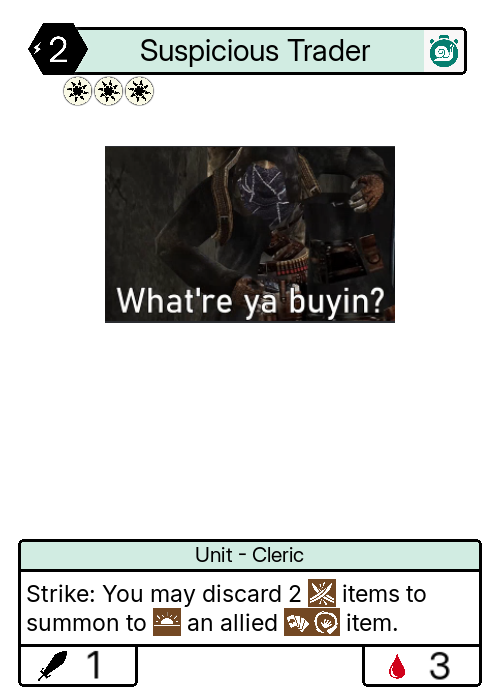 2 Suspicious Trader
What're ya buyin?
Unit - Cleric
Strike: You may discard 2 items to
summon to an allied item.
1 3